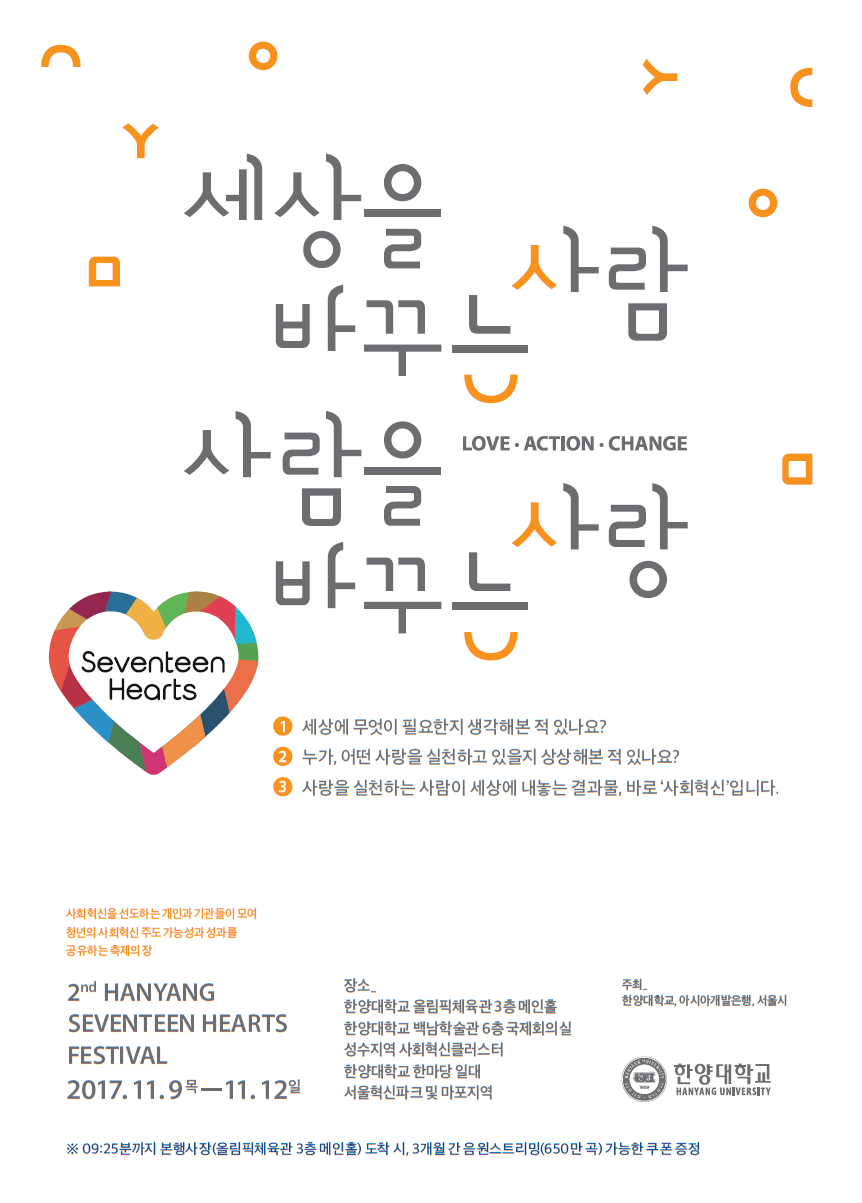 세상을
바꾸는 사람
사람을
LOVE · ACTION · CHANGE
바꾸는 사랑
Seventeen
Hearts
1 세상에 무엇이 필요한지 생각해본 적 있나요?
2 누가, 어떤 사랑을 실천하고 있을지 상상해본 적 있나요?
3 사랑을 실천하는 사람이 세상에 내놓는 결과물, 바로 ‘사회혁신’입니다.
사회혁신을 선도하는 개인과 기관들이 모여
청년의 사회혁신 주도 가능성과 성과를
공유하는 축제의 장
2nd HANYANG
SEVENTEEN HEARTS
FESTIVAL
2017. 11. 9목 — 11. 12일
장소_
한양대학교 올림픽체육관 3층 메인홀
한양대학교 백남학술관 6층 국제회의실
성수지역 사회혁신클러스터
한양대학교 한마당 일대
서울혁신파크 및 마포지역
주최_
한양대학교, 아시아개발은행, 서울시
한양대학교
HANYANG UNIVERSITY
※ 09:25분까지 본행사장(올림픽체육관 3층 메인홀) 도착 시, 3개월 간 음원스트리밍(650만 곡) 가능한 쿠폰 증정